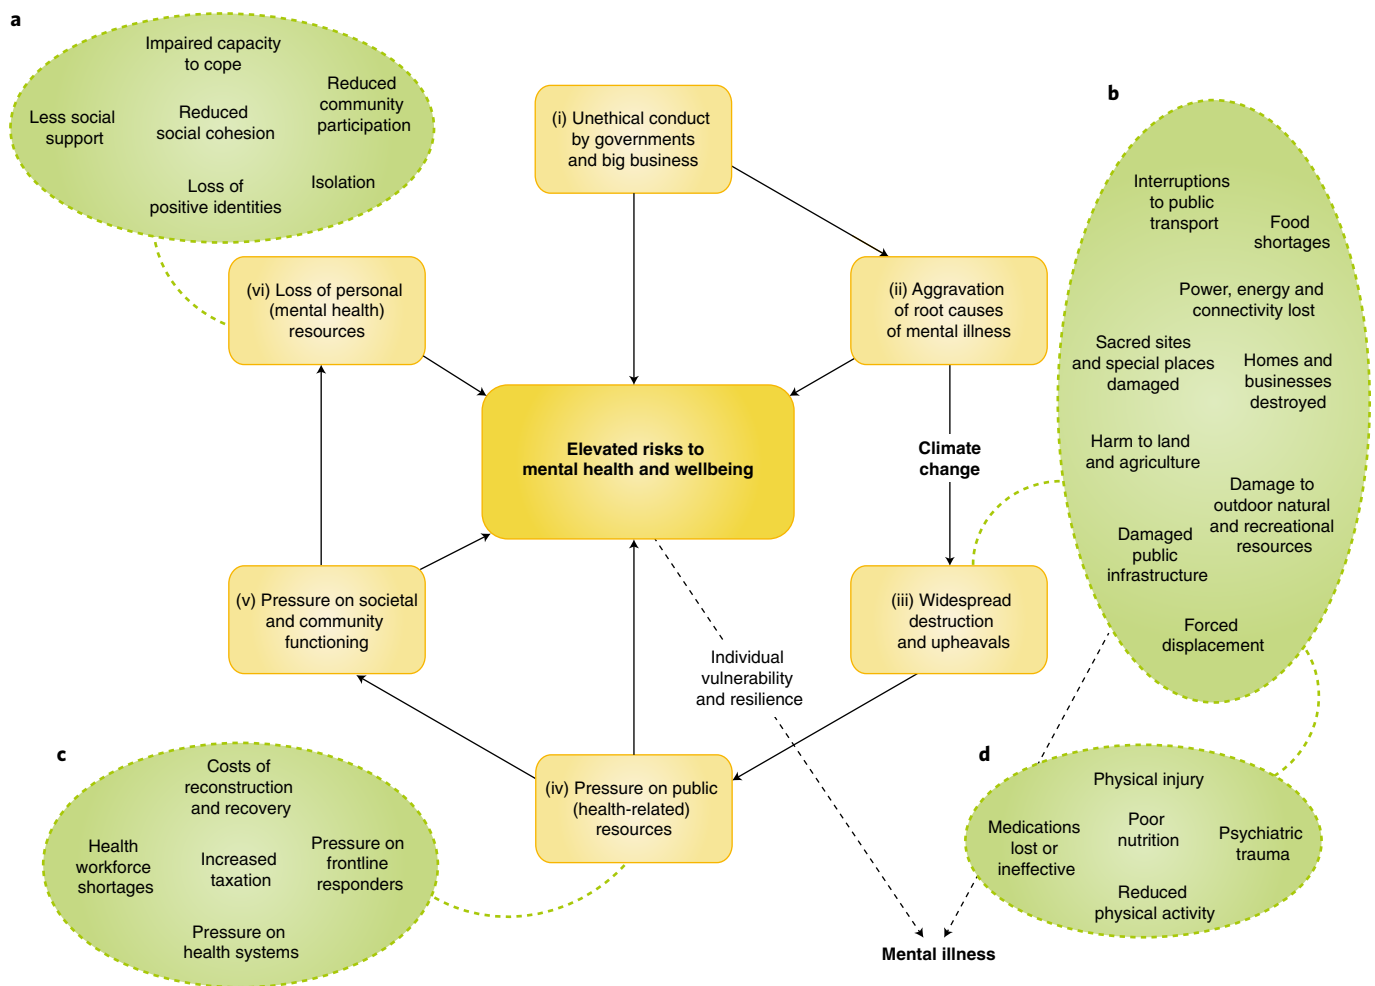 a
Impaired capacity
to cope
Reduced
community
participation
Less social
support
Reduced
social cohesion
Loss of
positive identities
Isolation
(i) Unethical conduct
by governments
and big business
b
Interruptions
to public
transport
Food
shortages
Power, energy and
connectivity lost
Sacred sites
and special places
damaged
Homes and
businesses
destroyed
Harm to land
and agriculture
Damage to
outdoor natural
and recreational
resources
Damaged
public
infrastructure
Forced
displacement
(vi) Loss of personal
(mental health)
resources
(ii) Aggravation
of root causes
of mental illness
Elevated risks to
mental health and wellbeing
Climate
change
(v) Pressure on societal
and community
functioning
(iii) Widespread
destruction
and upheavals
Individual
vulnerability
and resilience
c
Costs of
reconstruction
and recovery
Health
workforce
shortages
Increased
taxation
Pressure on
frontline
responders
Pressure on
health systems
(iv) Pressure on public
(health-related)
resources
d
Physical injury
Medications
lost or
ineffective
Poor
nutrition
Psychiatric
trauma
Reduced
physical activity
Mental illness